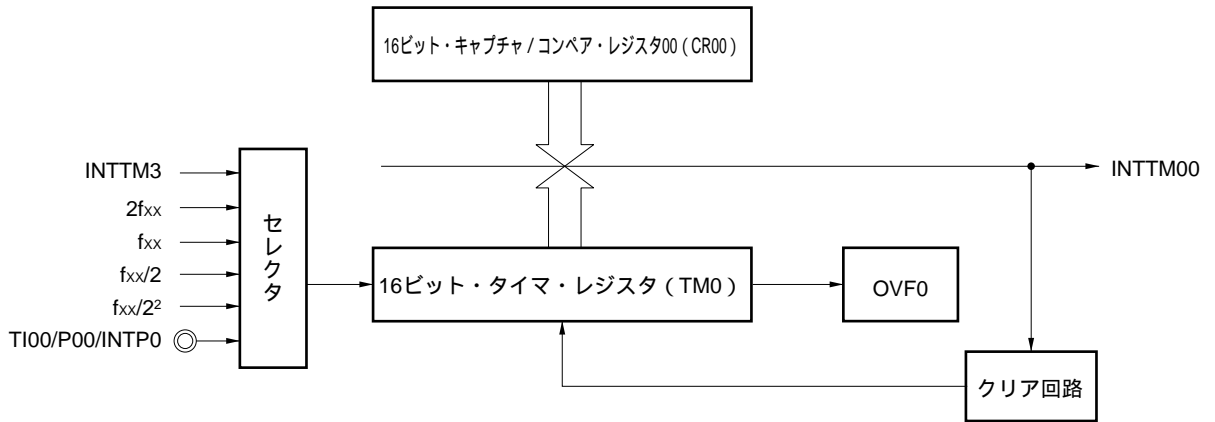 16ビット・キャプチャ/コンペア・レジスタ00(CR00)
INTTM3
2fXX
fXX
fXX/2
fXX/2²
TI00/P00/INTP0
セレクタ
INTTM00
16ビット・タイマ・レジスタ(TM0)
OVF0
クリア回路